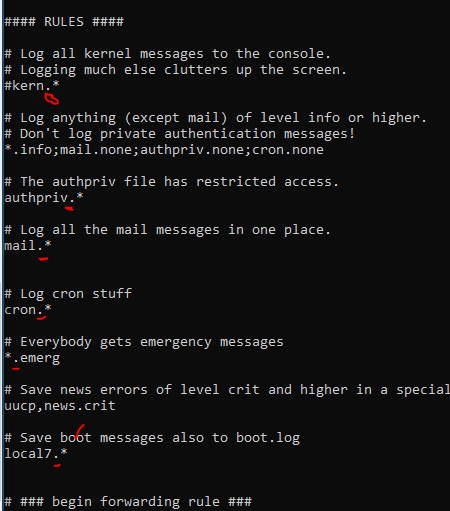 #### RULES ####
# Log all kernel messages to the console.
# Logging much else clutters up the screen.
#kern.*
# Log anything (except mail) of level info or higher.
# Don't log private authentication messages!
*.info;mail.none;authpriv.none;cron.none
# The authpriv file has restricted access.
authpriv.*
# Log all the mail messages in one place.
mail.*
# Log cron stuff
cron.*
# Everybody gets emergency messages
*.emerg
# Save news errors of level crit and higher in a special
uucp,news.crit
# Save boot messages also to boot.log
local7.*
# ### begin forwarding rule ###